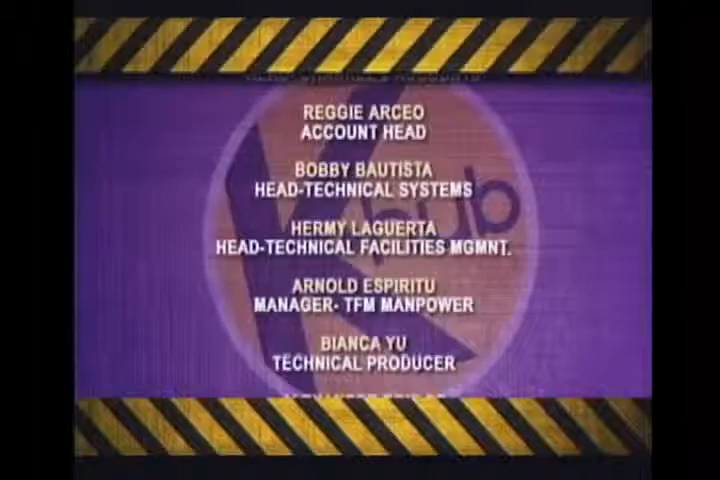 REGGIE ARCEO
ACCOUNT HEAD
BOBBY BAUTISTA
HEAD-TECHNICAL SYSTEMS
hub
HERMY LAGUERTA
HEAD-TECHNICAL FACILITIES MGMNT.
ARNOLD ESPIRITU
MANAGER- TFM MANPOWER
BIANCA YU
TECHNICAL PRODUCER